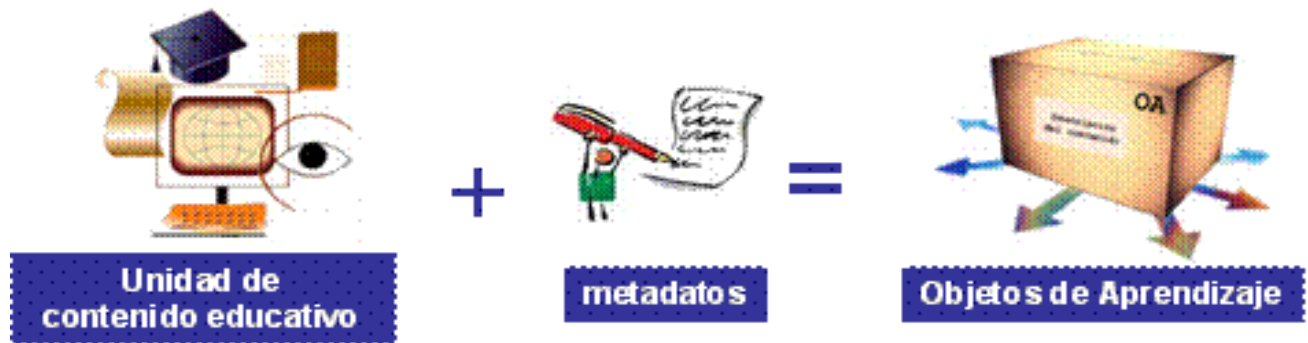 OA
+
=
Unidad de
contenido educativo
metadatos
Objetos de Aprendizaje